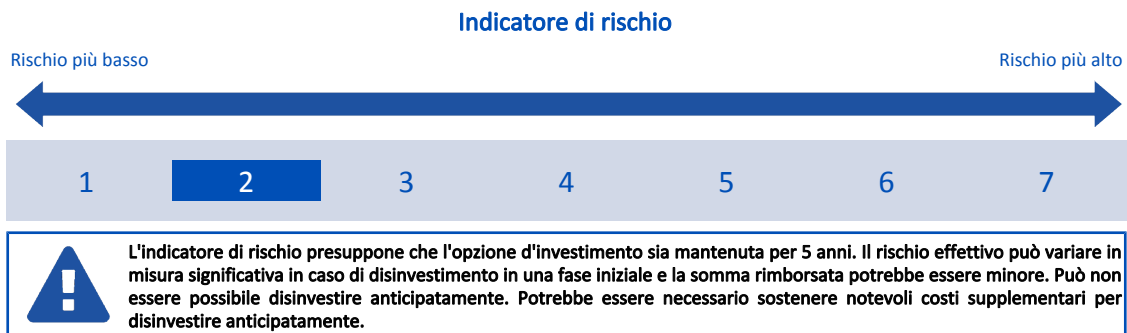 Indicatore di rischio
Rischio più basso
Rischio più alto
1 2 3 4 5 6 7
L'indicatore di rischio presuppone che l'opzione d'investimento sia mantenuta per 5 anni. Il rischio effettivo può variare in
misura significativa in caso di disinvestimento in una fase iniziale e la somma rimborsata potrebbe essere minore. Può non
essere possibile disinvestire anticipatamente. Potrebbe essere necessario sostenere notevoli costi supplementari per
disinvestire anticipatamente.